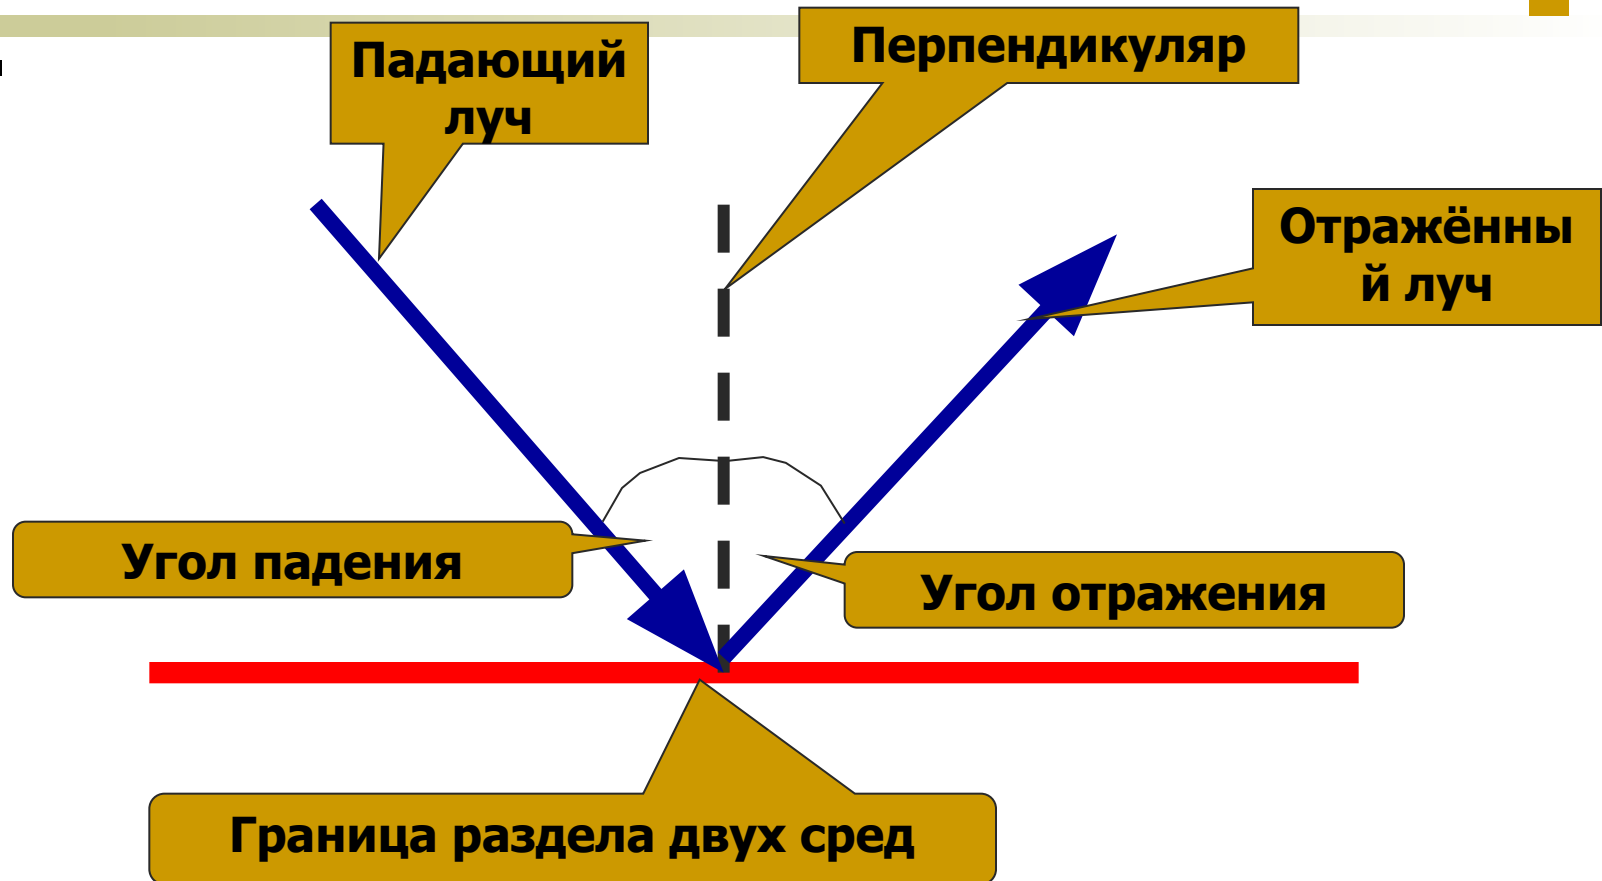 Падающий
луч
Перпендикуляр
Отражённы
й луч
Угол падения
Угол отражения
Граница раздела двух сред